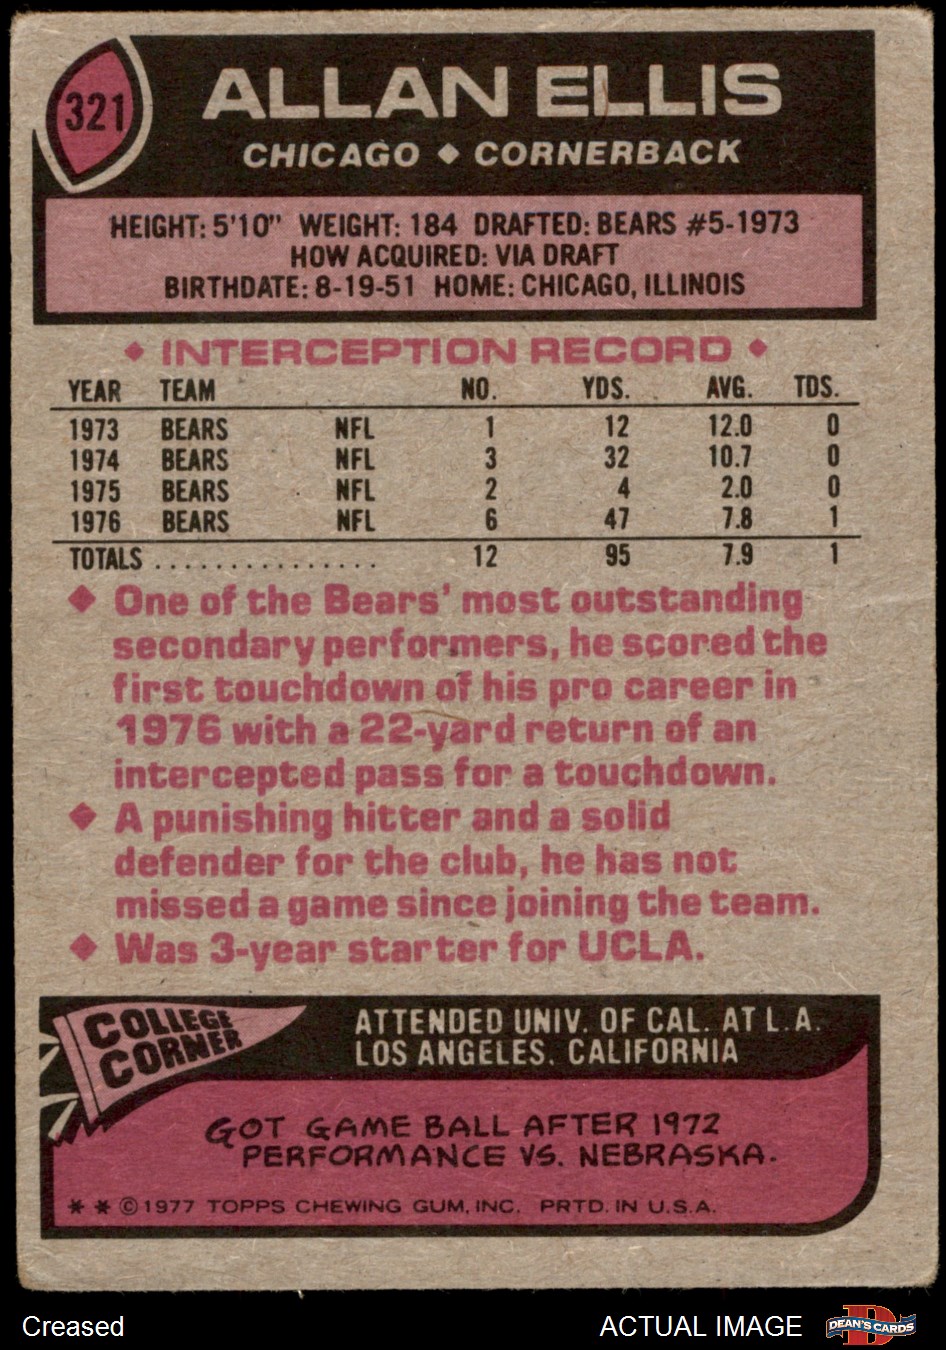 321
ALLAN ELLIS
CHICAGO ◆ CORNERBACK
HEIGHT: 5'10" WEIGHT: 184 DRAFTED: BEARS #5-1973
HOW ACQUIRED: VIA DRAFT
BIRTHDATE: 8-19-51 HOME: CHICAGO, ILLINOIS
◆ INTERCEPTION RECORD ◆
YEAR TEAM NO. YDS. AVG. TDS.
1973 BEARS NFL 1 12 12.0 0
1974 BEARS NFL 3 32 10.7 0
1975 BEARS NFL 2 4 2.0 0
1976 BEARS NFL 6 47 7.8 1
TOTALS ............... 12 95 7.9 1
◆ One of the Bears' most outstanding
secondary performers, he scored the
first touchdown of his pro career in
1976 with a 22-yard return of an
intercepted pass for a touchdown.
◆ A punishing hitter and a solid
defender for the club, he has not
missed a game since joining the team.
◆ Was 3-year starter for UCLA.
COLLEGE
CORNER
ATTENDED UNIV. OF CAL. AT L.A.
LOS ANGELES. CALIFORNIA
GOT GAME BALL AFTER 1972
PERFORMANCE VS. NEBRASKA.
* * © 1977 TOPPS CHEWING GUM, INC. PRTD. IN U.S.A.
Creased
ACTUAL IMAGE
D
DEAN'S CARDS